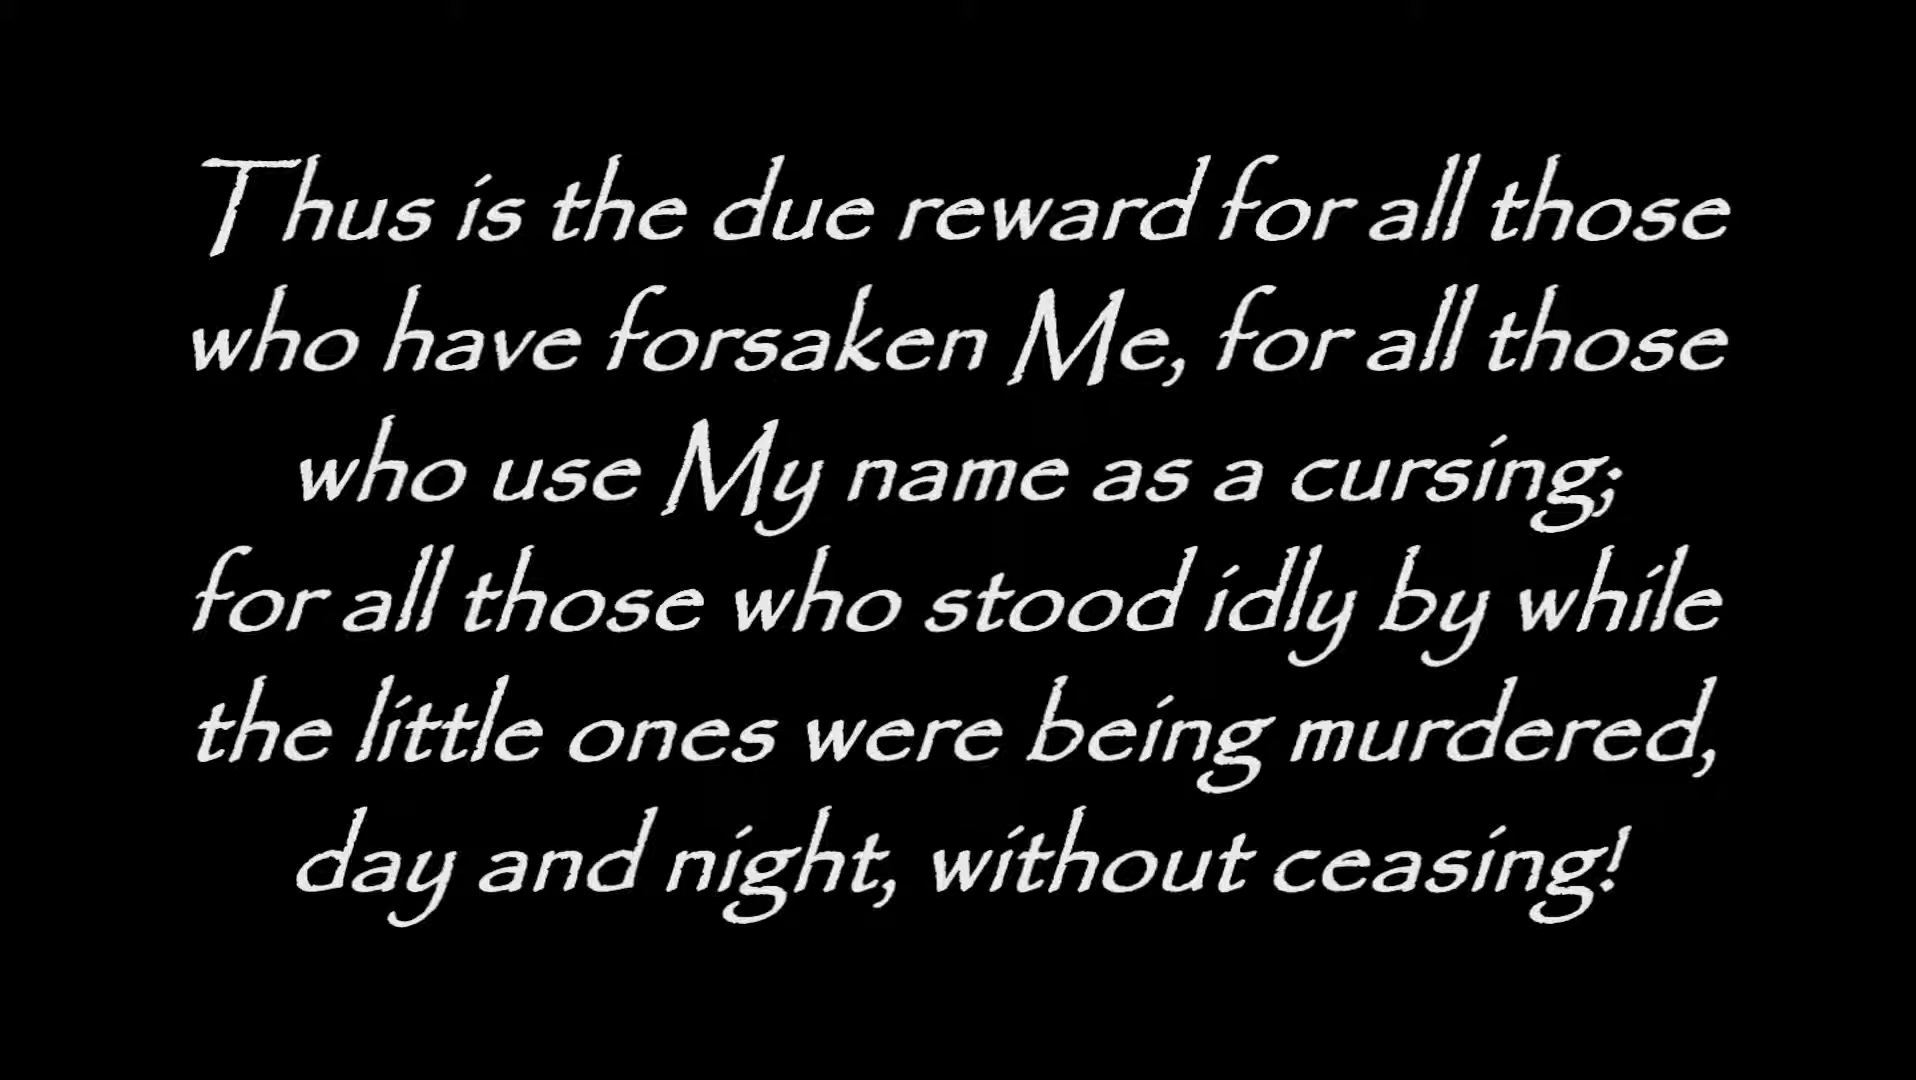 Thus is the due reward for all those
who have forsaken Me, for all those
who use My name as a cursing;
for all those who stood idly by while
the little ones were being murdered,
day and night, without ceasing!